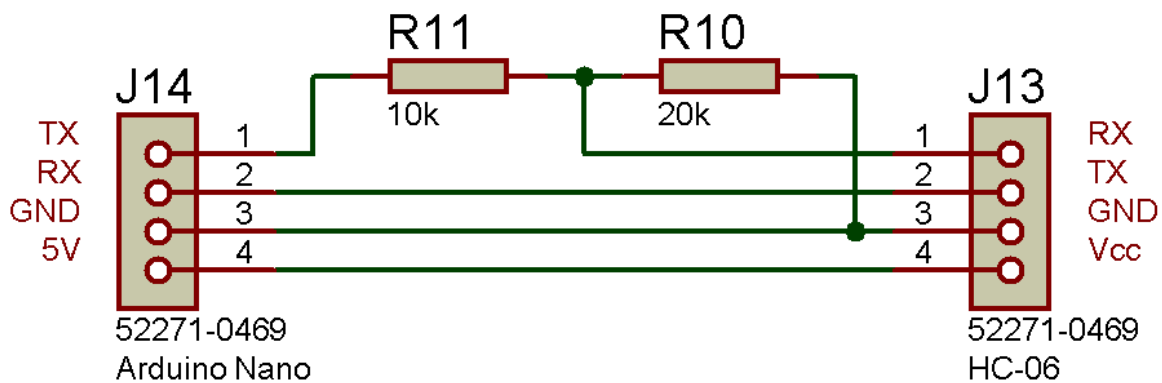 R11
R10
10k
20k
J14
J13
TX
RX
GND
5V
1
2
3
4
1
2
3
4
RX
TX
GND
Vcc
52271-0469
Arduino Nano
52271-0469
HC-06